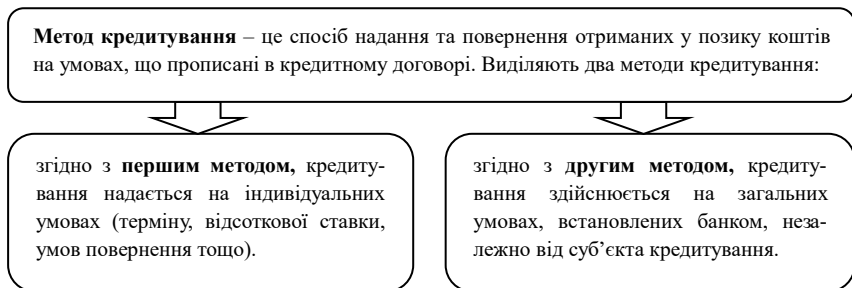 Метод кредитування – це спосіб надання та повернення отриманих у позику коштів
на умовах, що прописані в кредитному договорі. Виділяють два методи кредитування:
згідно з першим методом, кредиту-
вання надається на індивідуальних
умовах (терміну, відсоткової ставки,
умов повернення тощо).
згідно з другим методом, кредиту-
вання здійснюється на загальних
умовах, встановлених банком, неза-
лежно від суб’єкта кредитування.